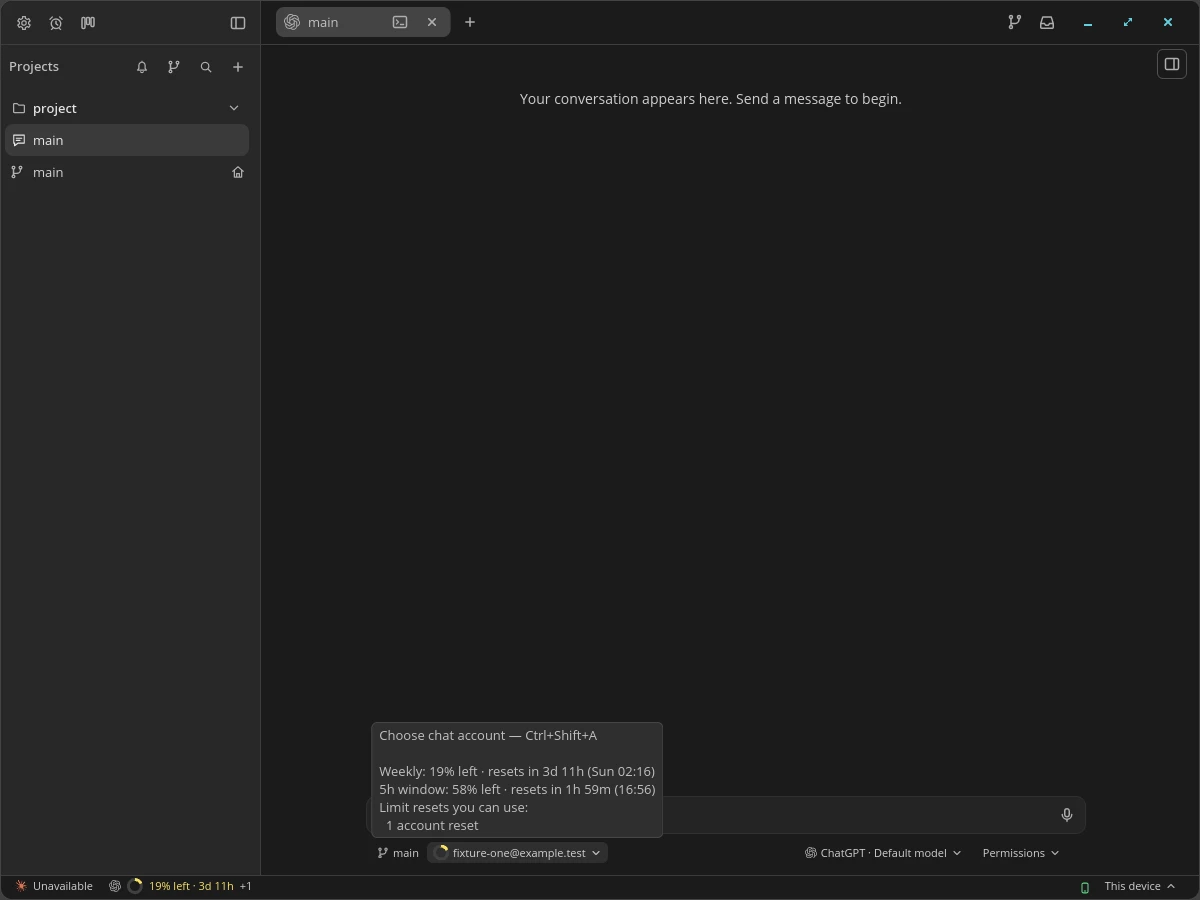 main
Projects
project
main
main
Your conversation appears here. Send a message to begin.
Choose chat account — Ctrl+Shift+A
Weekly: 19% left · resets in 3d 11h (Sun 02:16)
5h window: 58% left · resets in 1h 59m (16:56)
Limit resets you can use:
1 account reset
main
fixture-one@example.test
ChatGPT · Default model
Permissions
Unavailable
19% left · 3d 11h
+1
This device